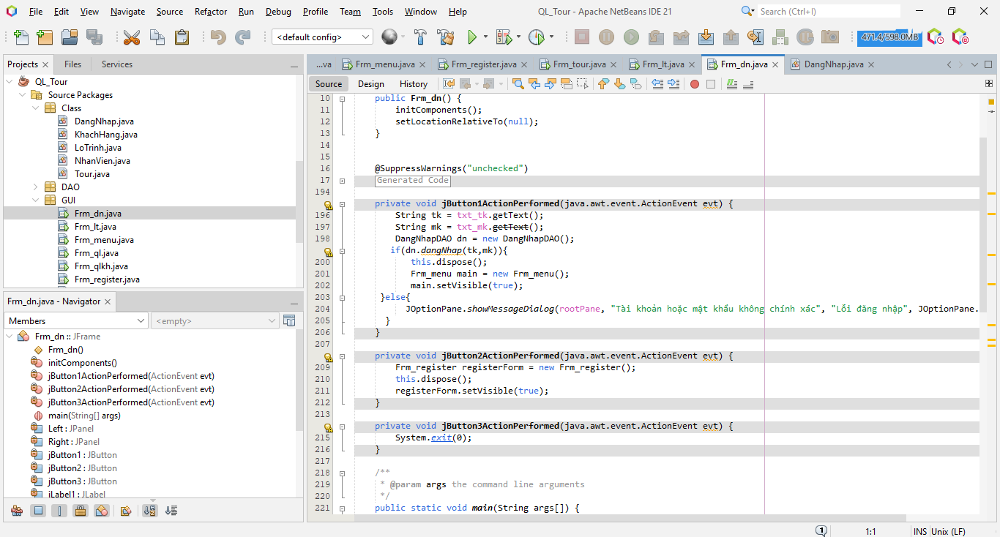 File Edit View Navigate Source Refactor Run Debug Profile Team Tools Window Help QL_Tour - Apache NetBeans IDE 21 Search (Ctrl+I)
<default config> 471.4/598.0MB
Projects Files Services
QL_Tour
Source Packages
Class
DangNhap.java
KhachHang.java
LoTrinh.java
NhanVien.java
Tour.java
DAO
GUI
Frm_dn.java
Frm_lt.java
Frm_menu.java
Frm_ql.java
Frm_qlkh.java
Frm_register.java
Frm_dn.java - Navigator
Members <empty>
Frm_dn :: JFrame
Frm_dn()
initComponents()
jButton1ActionPerformed(ActionEvent evt)
jButton2ActionPerformed(ActionEvent evt)
jButton3ActionPerformed(ActionEvent evt)
main(String[] args)
Left : JPanel
Right : JPanel
jButton1 : JButton
jButton2 : JButton
jButton3 : JButton
jLabel1 : JLabel
...va Frm_menu.java Frm_register.java Frm_tour.java Frm_lt.java Frm_dn.java DangNhap.java
Source Design History
10 public Frm_dn() {
11 initComponents();
12 setLocationRelativeTo(null);
13 }
14
15
16 @SuppressWarnings("unchecked")
17 Generated Code
194
private void jButton1ActionPerformed(java.awt.event.ActionEvent evt) {
196 String tk = txt_tk.getText();
197 String mk = txt_mk.getText();
198 DangNhapDAO dn = new DangNhapDAO();
if(dn.dangNhap(tk,mk)){
200 this.dispose();
201 Frm_menu main = new Frm_menu();
202 main.setVisible(true);
203 }else{
204 JOptionPane.showMessageDialog(rootPane, "Tài khoản hoặc mật khẩu không chính xác", "Lỗi đăng nhập", JOptionPane.
205 }
206 }
207
private void jButton2ActionPerformed(java.awt.event.ActionEvent evt) {
209 Frm_register registerForm = new Frm_register();
210 this.dispose();
211 registerForm.setVisible(true);
212 }
213
private void jButton3ActionPerformed(java.awt.event.ActionEvent evt) {
215 System.exit(0);
216 }
217
218 /**
219 * @param args the command line arguments
220 */
221 public static void main(String args[]) {
1 1:1 INS Unix (LF)